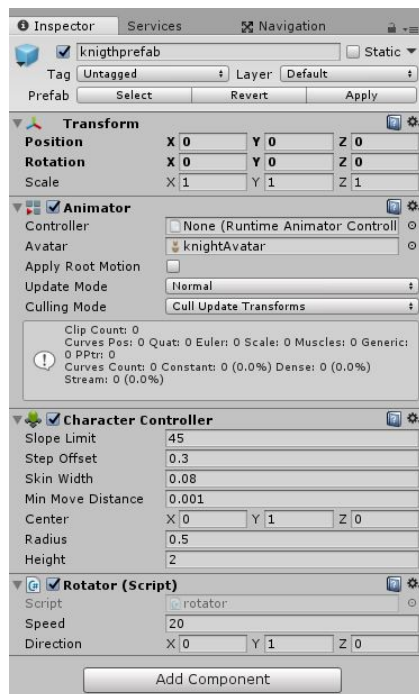 Inspector Services Navigation
knigthprefab Static
Tag Untagged Layer Default
Prefab Select Revert Apply
Transform
Position X 0 Y 0 Z 0
Rotation X 0 Y 0 Z 0
Scale X 1 Y 1 Z 1
Animator
Controller None (Runtime Animator Controll
Avatar knightAvatar
Apply Root Motion
Update Mode Normal
Culling Mode Cull Update Transforms
Clip Count: 0
Curves Pos: 0 Quat: 0 Euler: 0 Scale: 0 Muscles: 0 Generic:
0 PPtr: 0
Curves Count: 0 Constant: 0 (0.0%) Dense: 0 (0.0%)
Stream: 0 (0.0%)
Character Controller
Slope Limit 45
Step Offset 0.3
Skin Width 0.08
Min Move Distance 0.001
Center X 0 Y 1 Z 0
Radius 0.5
Height 2
Rotator (Script)
Script rotator
Speed 20
Direction X 0 Y 1 Z 0
Add Component